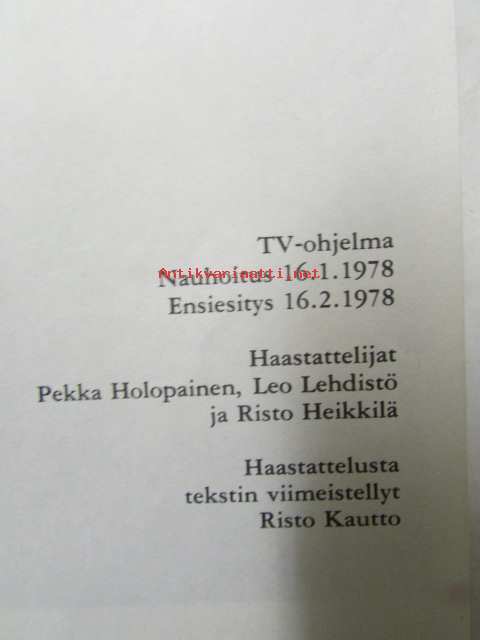 TV-ohjelma
Nauhoitus 16.1.1978
Antikvariaatti.net
Ensiesitys 16.2.1978
Haastattelijat
Pekka Holopainen, Leo Lehdistö
ja Risto Heikkilä
Haastattelusta
tekstin viimeistellyt
Risto Kautto